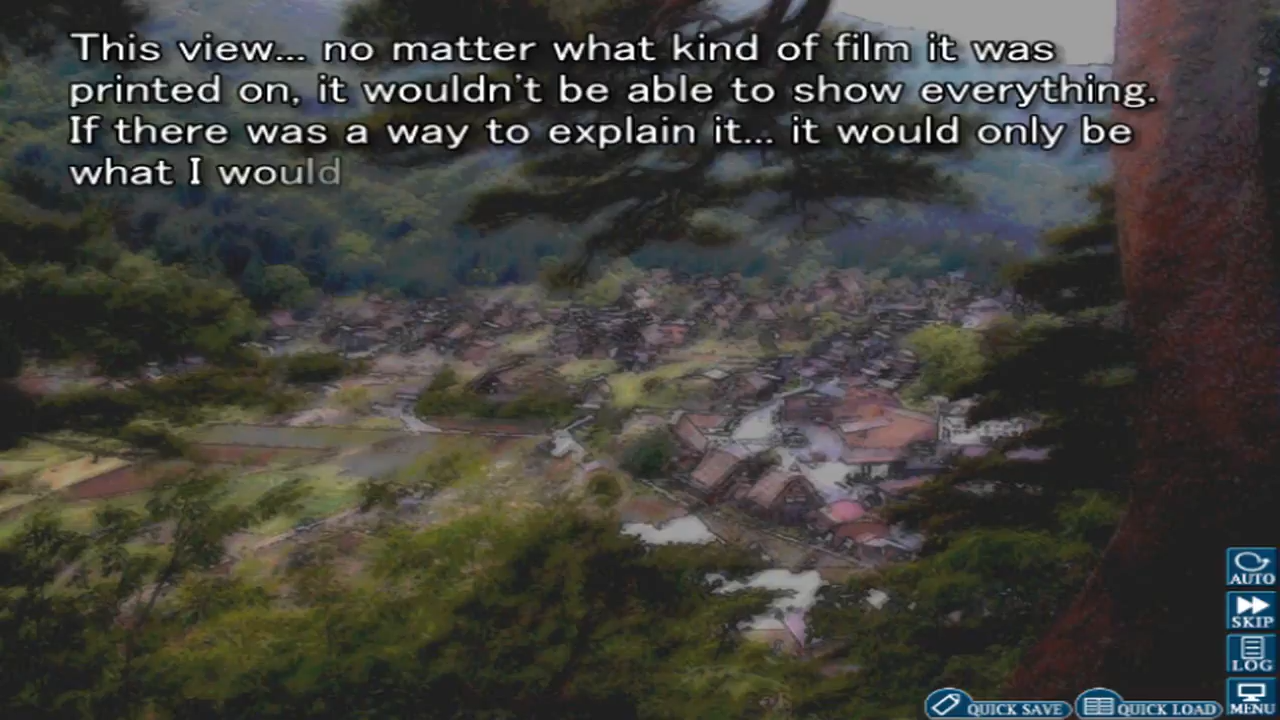 This view... no matter what kind of film it was
printed on, it wouldn't be able to show everything.
If there was a way to explain it... it would only be
what I would
AUTO
SKIP
LOG
MENU
QUICK SAVE
QUICK LOAD